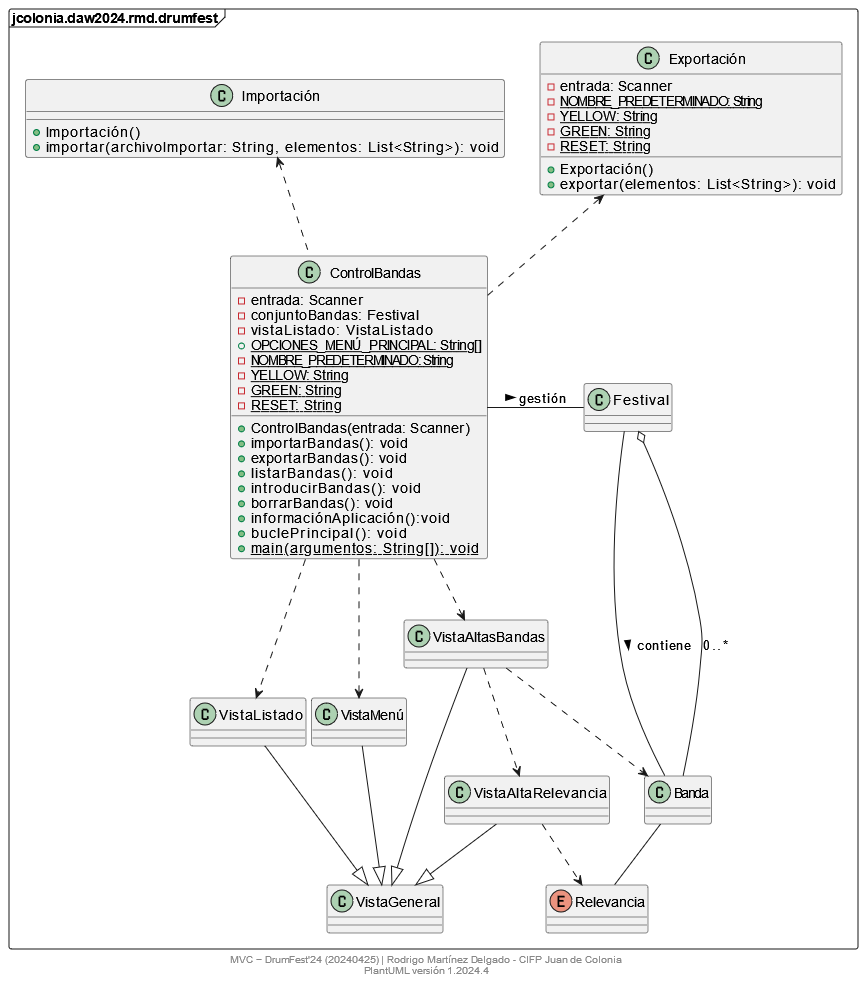 jcolonia.daw2024.rmd.drumfest
C Importación
Importación()
importar(archivoImportar: String, elementos: List<String>): void
C Exportación
entrada: Scanner
NOMBRE_PREDETERMINADO: String
YELLOW: String
GREEN: String
RESET: String
Exportación()
exportar(elementos: List<String>): void
C ControlBandas
entrada: Scanner
conjuntoBandas: Festival
vistaListado: VistaListado
OPCIONES_MENÚ_PRINCIPAL: String[]
NOMBRE_PREDETERMINADO: String
YELLOW: String
GREEN: String
RESET: String
ControlBandas(entrada: Scanner)
importarBandas(): void
exportarBandas(): void
listarBandas(): void
introducirBandas(): void
borrarBandas(): void
informaciónAplicación():void
buclePrincipal(): void
main(argumentos: String[]): void
gestión
C Festival
C VistaAltasBandas
contiene
0..*
C VistaListado
C VistaMenú
C VistaAltaRelevancia
C Banda
C VistaGeneral
E Relevancia
MVC − DrumFest'24 (20240425) | Rodrigo Martínez Delgado - CIFP Juan de Colonia
PlantUML versión 1.2024.4